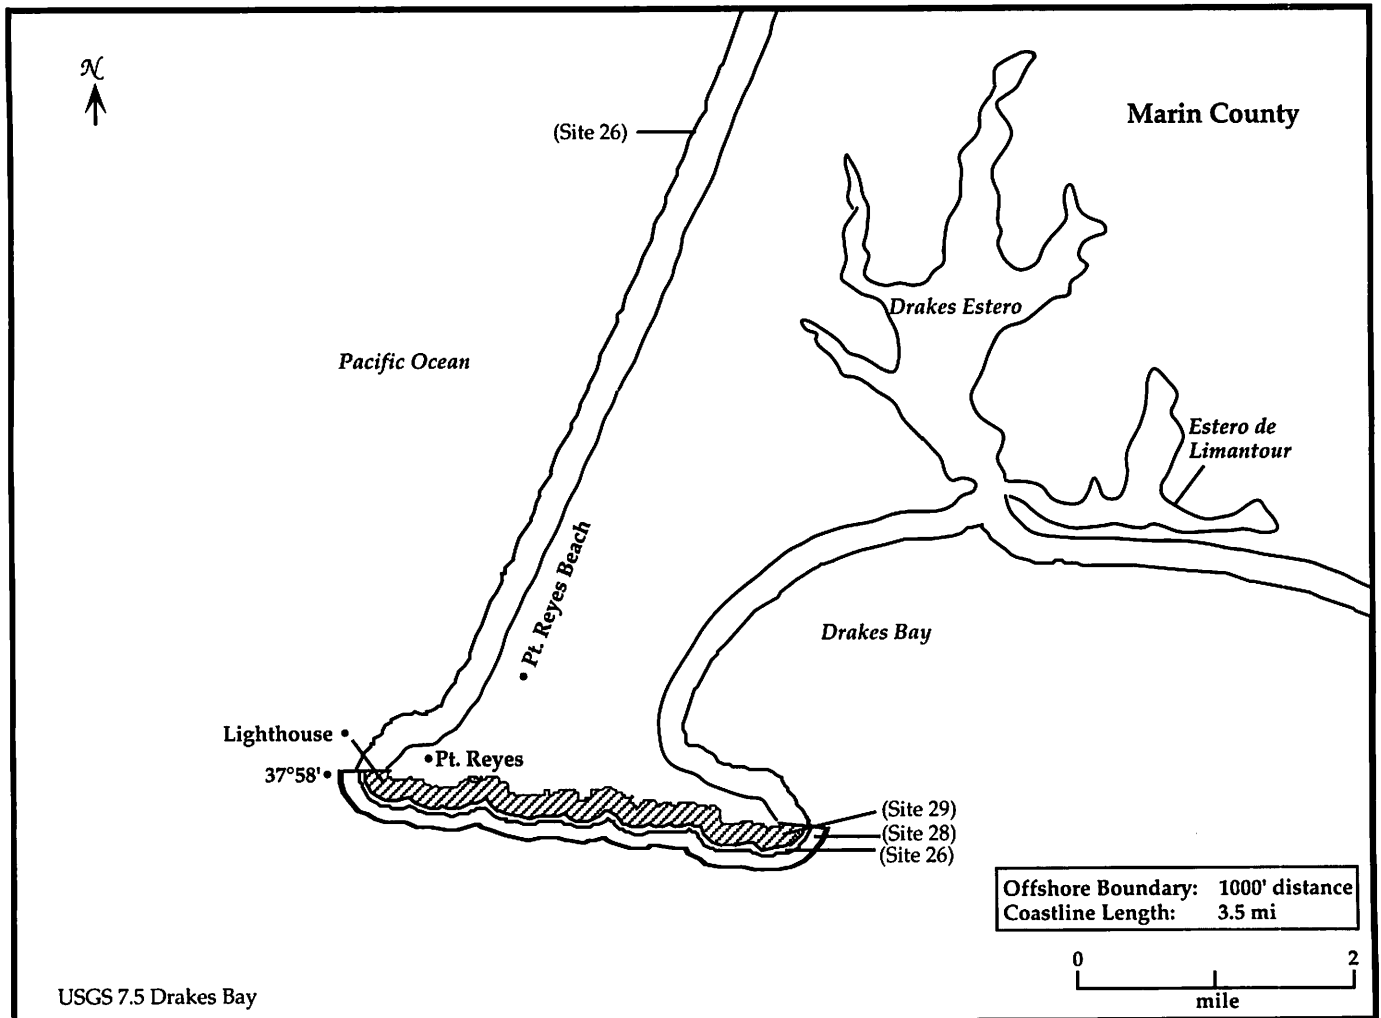 N
Marin County
(Site 26)
Drakes Estero
Pacific Ocean
Estero de
Limantour
Pt. Reyes Beach
Drakes Bay
Lighthouse
Pt. Reyes
37°58'
(Site 29)
(Site 28)
(Site 26)
Offshore Boundary: 1000' distance
Coastline Length: 3.5 mi
0 2
mile
USGS 7.5 Drakes Bay